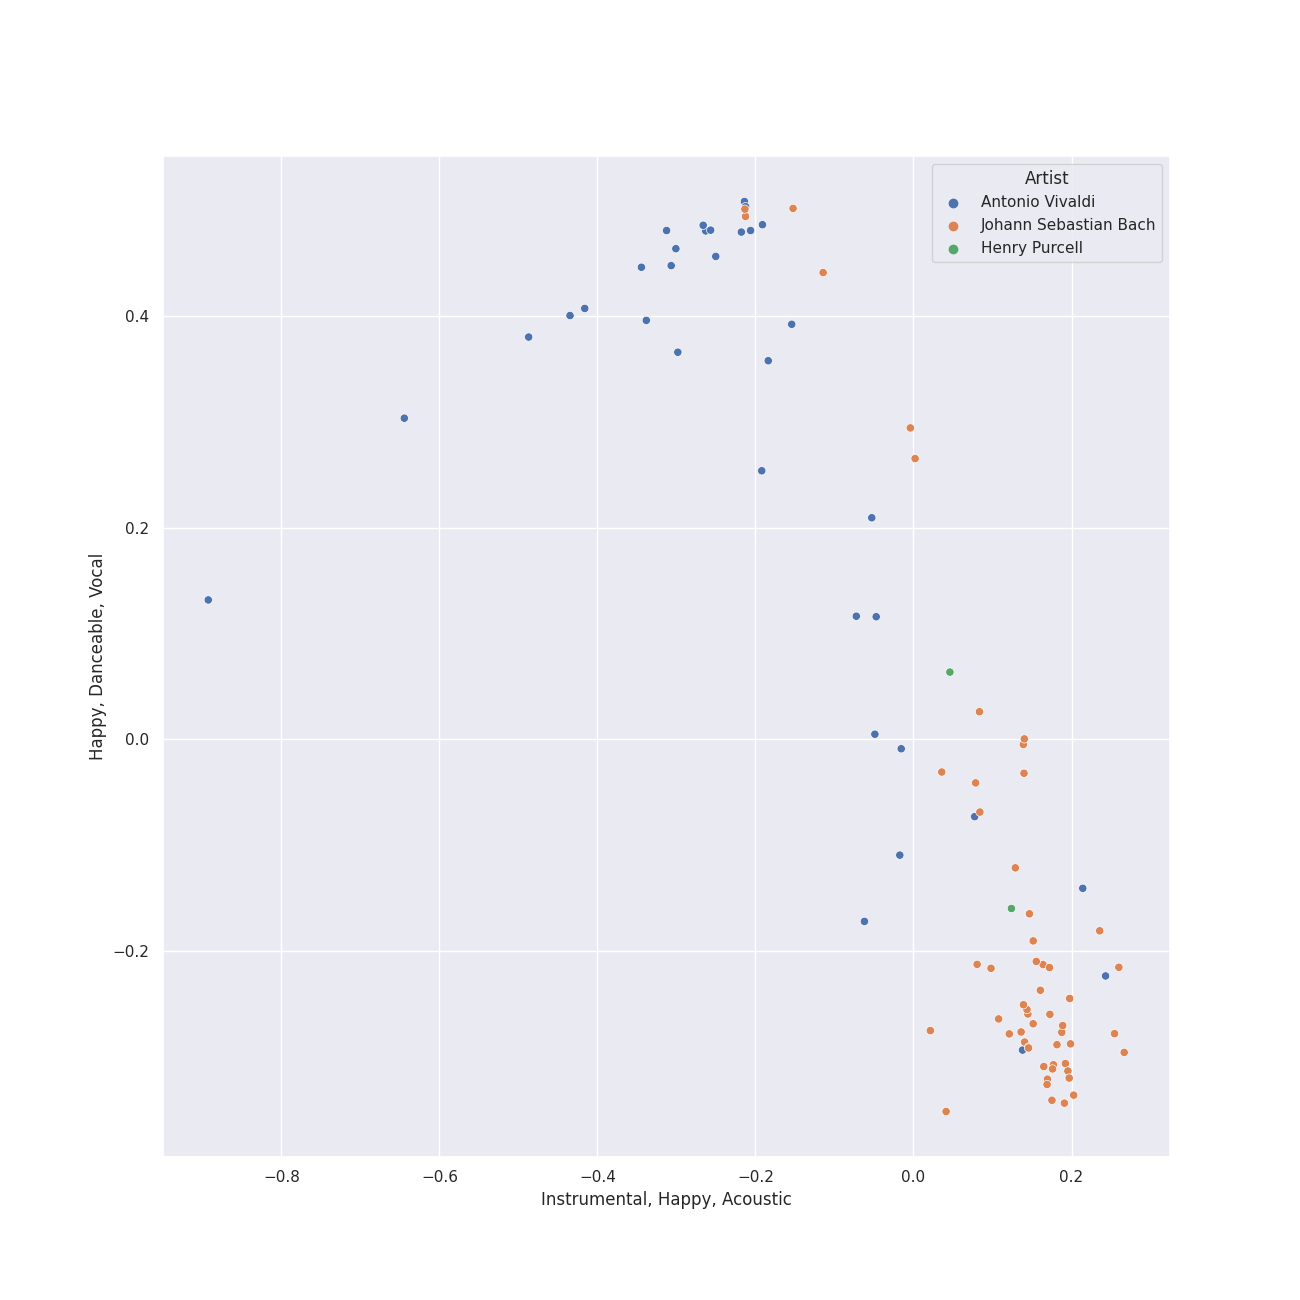 Artist
Antonio Vivaldi
Johann Sebastian Bach
Henry Purcell
0.4
0.2
0.0
−0.2
Happy, Danceable, Vocal
−0.8
−0.6
−0.4
−0.2
0.0
0.2
Instrumental, Happy, Acoustic